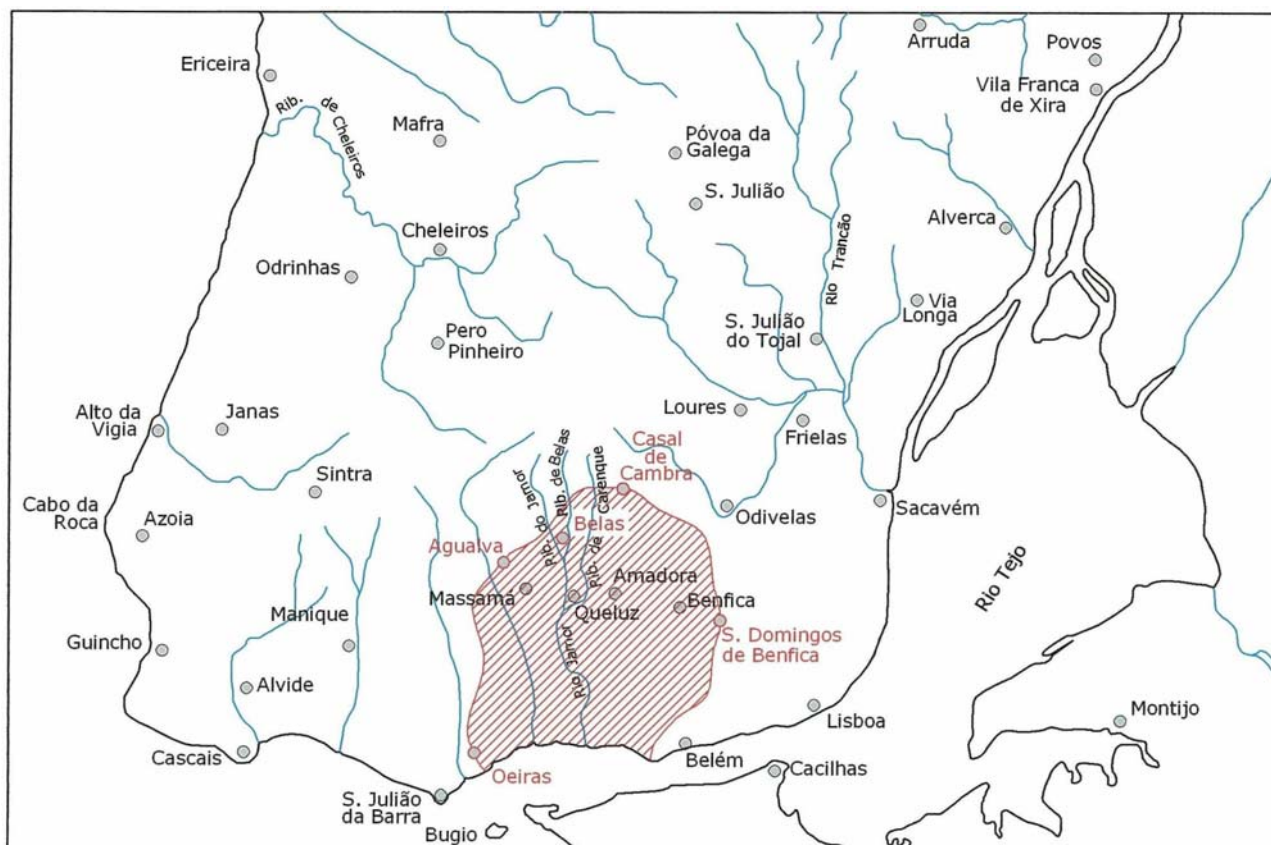 Arruda
Povos
Ericeira
Vila Franca
de Xira
Rib. de Cheleiros
Mafra
Póvoa da
Galega
S. Julião
Alverca
Cheleiros
Rio Trancão
Odrinhas
Via
Longa
S. Julião
do Tojal
Pero
Pinheiro
Alto da
Vigia
Janas
Loures
Frielas
Casal
de
Cambra
Rib. do Jamor
Rib. de Belas
Rib. de Carenque
Sintra
Cabo da
Roca
Azoia
Odivelas
Sacavém
Belas
Agualva
Rio Tejo
Massamá
Amadora
Queluz
Benfica
Manique
Guincho
S. Domingos
de Benfica
Rio Jamor
Alvide
Lisboa
Montijo
Cascais
Oeiras
Belém
Cacilhas
S. Julião
da Barra
Bugio